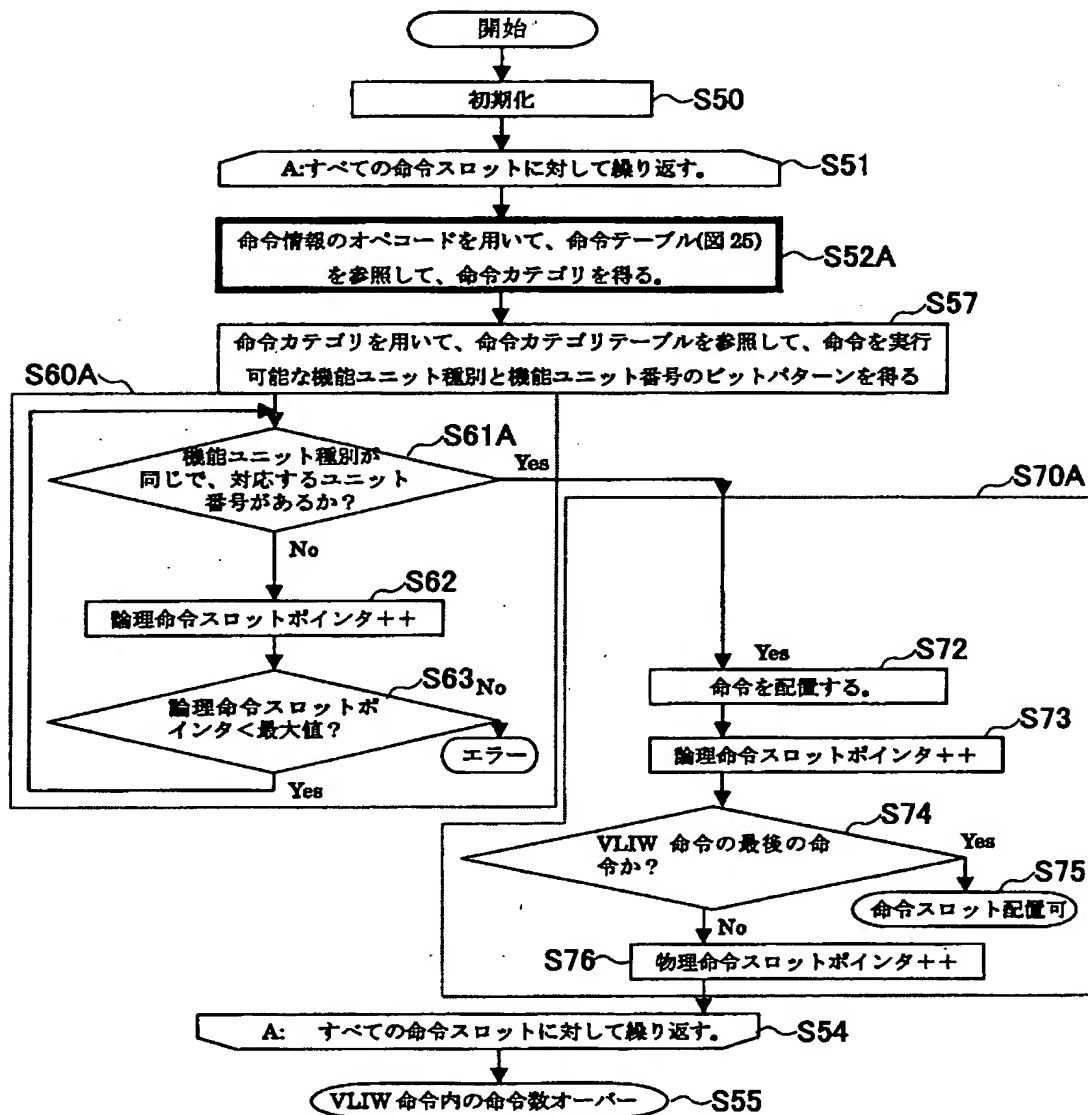 開始
初期化
S50
A:すべての命令スロットに対して繰り返す。
S51
命令情報のオペコードを用いて、命令テーブル(図25)
を参照して、命令カテゴリを得る。
S52A
S57
命令カテゴリを用いて、命令カテゴリテーブルを参照して、命令を実行
可能な機能ユニット種別と機能ユニット番号のビットパターンを得る
S60A
S61A
機能ユニット種別が
同じで、対応するユニット
番号があるか?
Yes
S70A
No
S62
論理命令スロットポインタ++
S63
No
論理命令スロットポ
インタ<最大値?
エラー
Yes
Yes
S72
命令を配置する。
S73
論理命令スロットポインタ++
S74
VLIW 命令の最後の命
令か?
Yes
S75
命令スロット配置可
No
S76
物理命令スロットポインタ++
A: すべての命令スロットに対して繰り返す。
S54
VLIW 命令内の命令数オーバー
S55